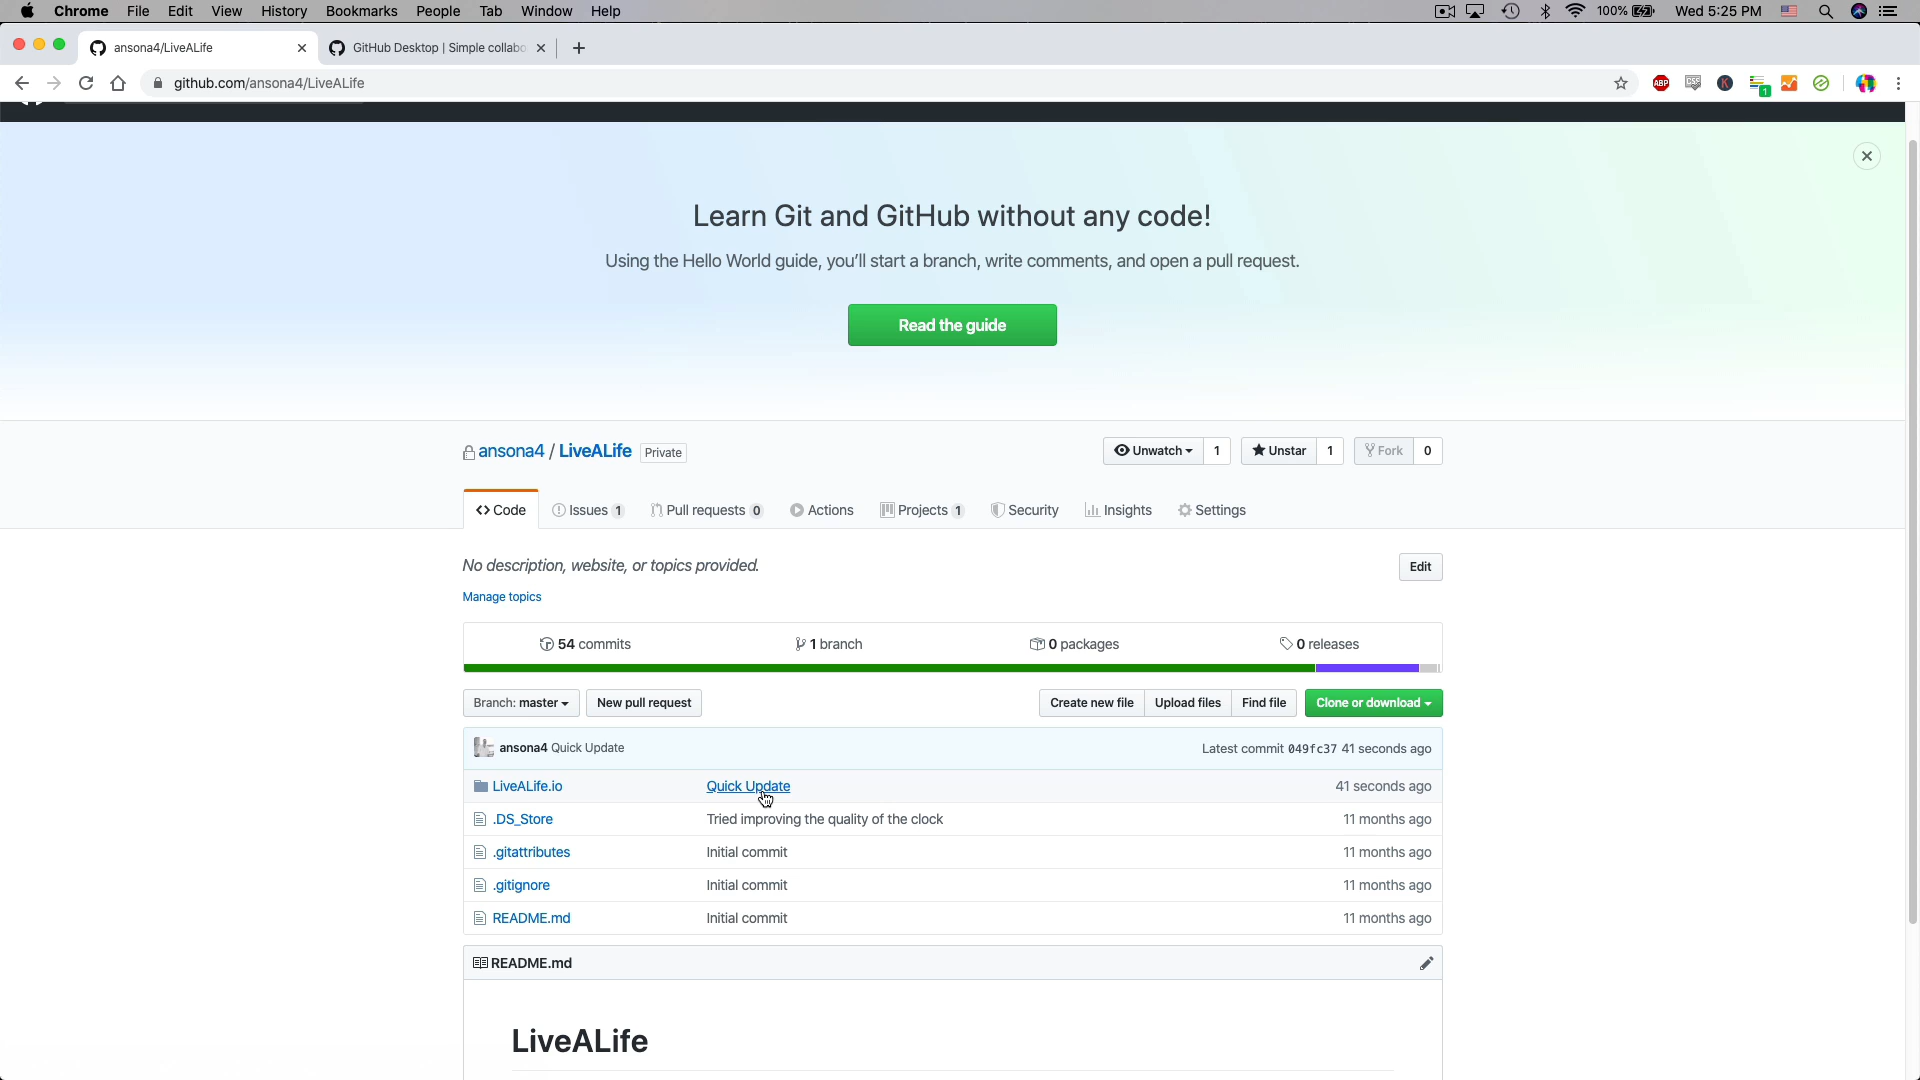 Chrome File Edit View History Bookmarks People Tab Window Help 100% Wed 5:25 PM
ansona4/LiveALife GitHub Desktop | Simple collabo
github.com/ansona4/LiveALife ABP CSS K 1
Learn Git and GitHub without any code!
Using the Hello World guide, you'll start a branch, write comments, and open a pull request.
Read the guide
ansona4 / LiveALife Private Unwatch 1 Unstar 1 Fork 0
Code Issues 1 Pull requests 0 Actions Projects 1 Security Insights Settings
No description, website, or topics provided. Edit
Manage topics
54 commits 1 branch 0 packages 0 releases
Branch: master New pull request Create new file Upload files Find file Clone or download
ansona4 Quick Update Latest commit 049fc37 41 seconds ago
LiveALife.io Quick Update 41 seconds ago
.DS_Store Tried improving the quality of the clock 11 months ago
.gitattributes Initial commit 11 months ago
.gitignore Initial commit 11 months ago
README.md Initial commit 11 months ago
README.md
LiveALife